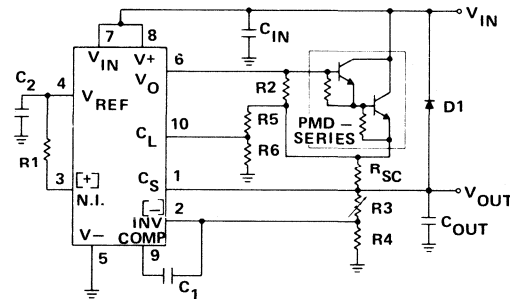 V_IN
C_IN
7 8
V_IN V+
6
V_O
C_2
4
V_REF
R2
R5
10
C_L
R6
PMD-
SERIES
D1
R1
3
[+]
N.I.
1
C_S
R_SC
V_OUT
[-]
2
INV
COMP
R3
R4
C_OUT
V-
5
9
C_1